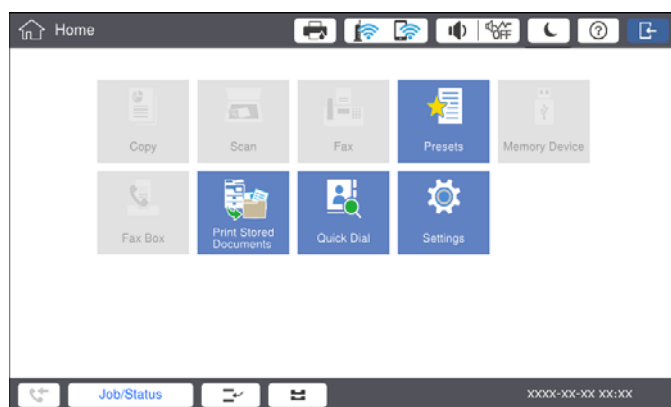 Home
OFF
Copy
Scan
Fax
Presets
Memory Device
Fax Box
Print Stored
Documents
Quick Dial
Settings
Job/Status
xxxx-xx-xx xx:xx